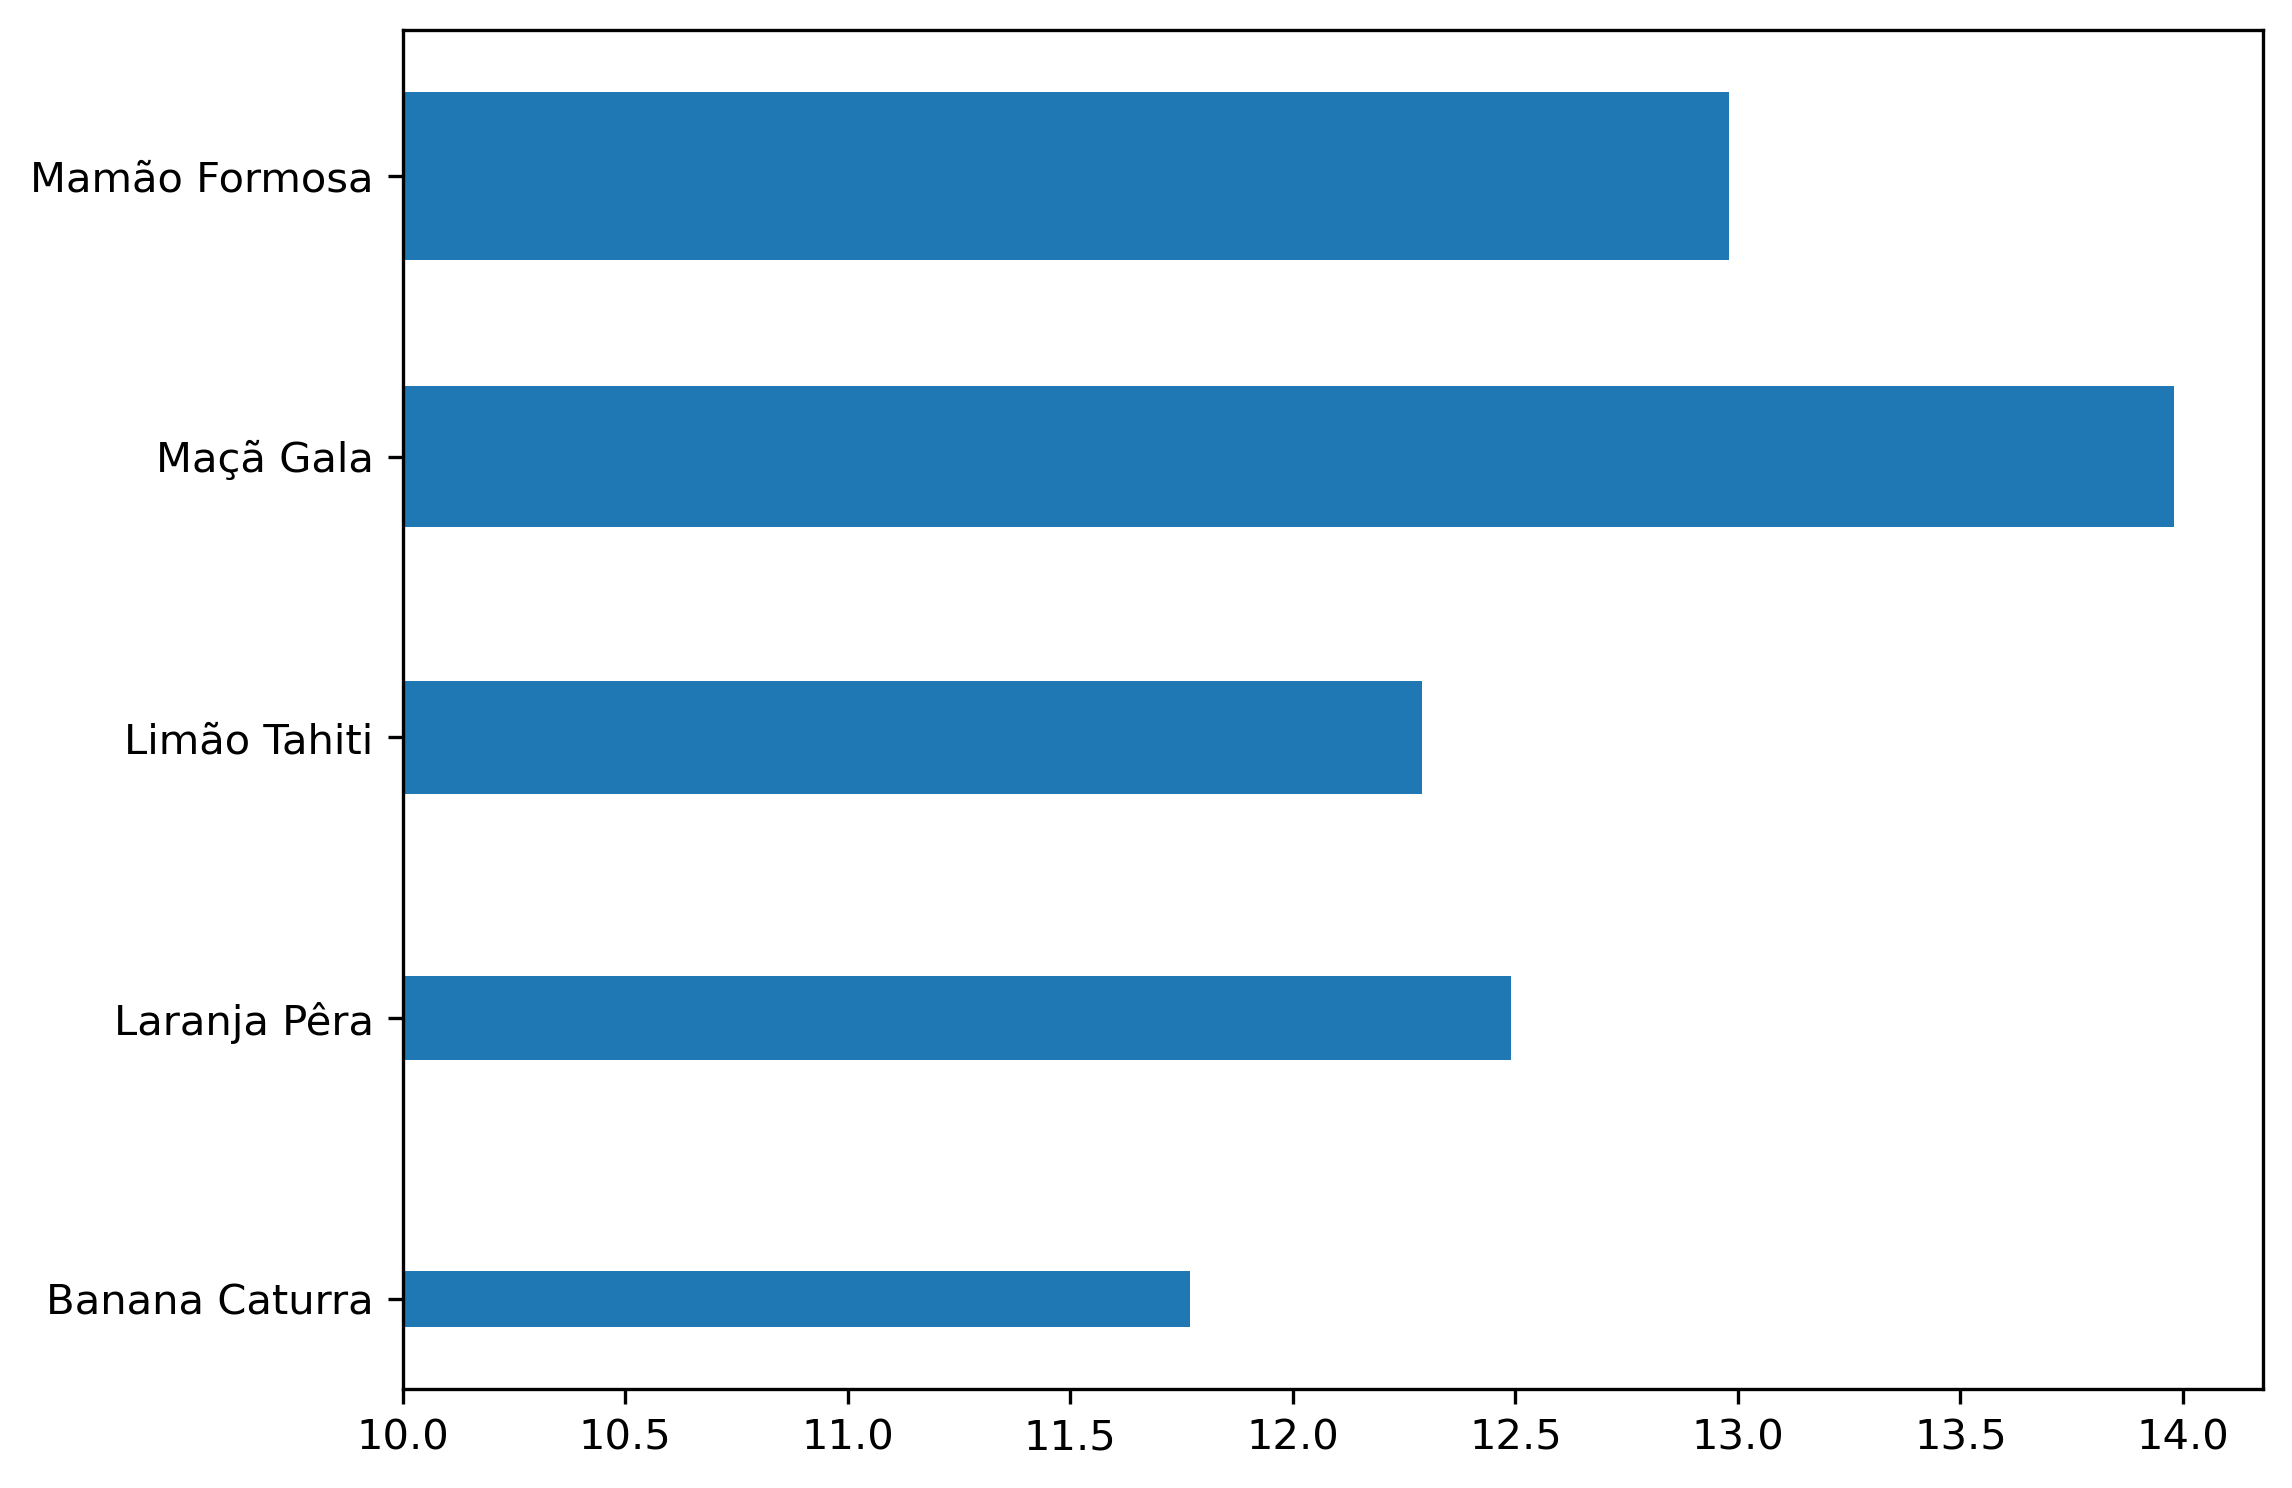 Mamão Formosa
Maçã Gala
Limão Tahiti
Laranja Pêra
Banana Caturra
10.0 10.5 11.0 11.5 12.0 12.5 13.0 13.5 14.0